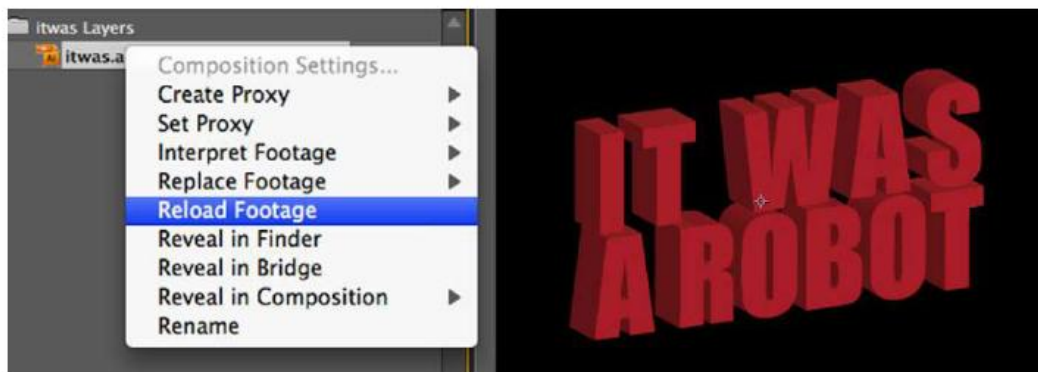 itwas Layers
itwas.a
Composition Settings...
Create Proxy
Set Proxy
Interpret Footage
Replace Footage
Reload Footage
Reveal in Finder
Reveal in Bridge
Reveal in Composition
Rename
IT WAS
A ROBOT